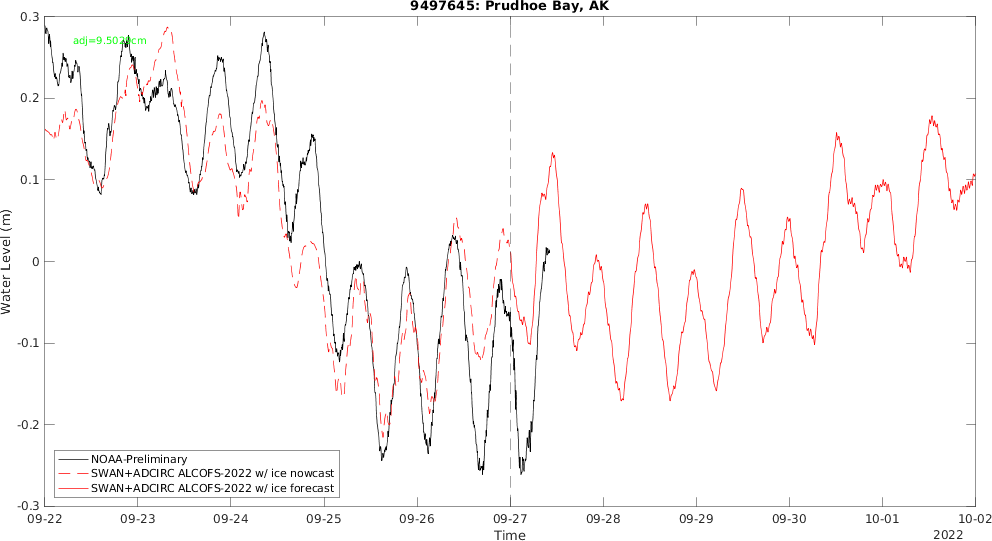 9497645: Prudhoe Bay, AK
0.3
0.2
0.1
0
-0.1
-0.2
-0.3
Water Level (m)
NOAA-Preliminary
SWAN+ADCIRC ALCOFS-2022 w/ ice nowcast
SWAN+ADCIRC ALCOFS-2022 w/ ice forecast
09-22 09-23 09-24 09-25 09-26 09-27 09-28 09-29 09-30 10-01 10-02
Time
2022